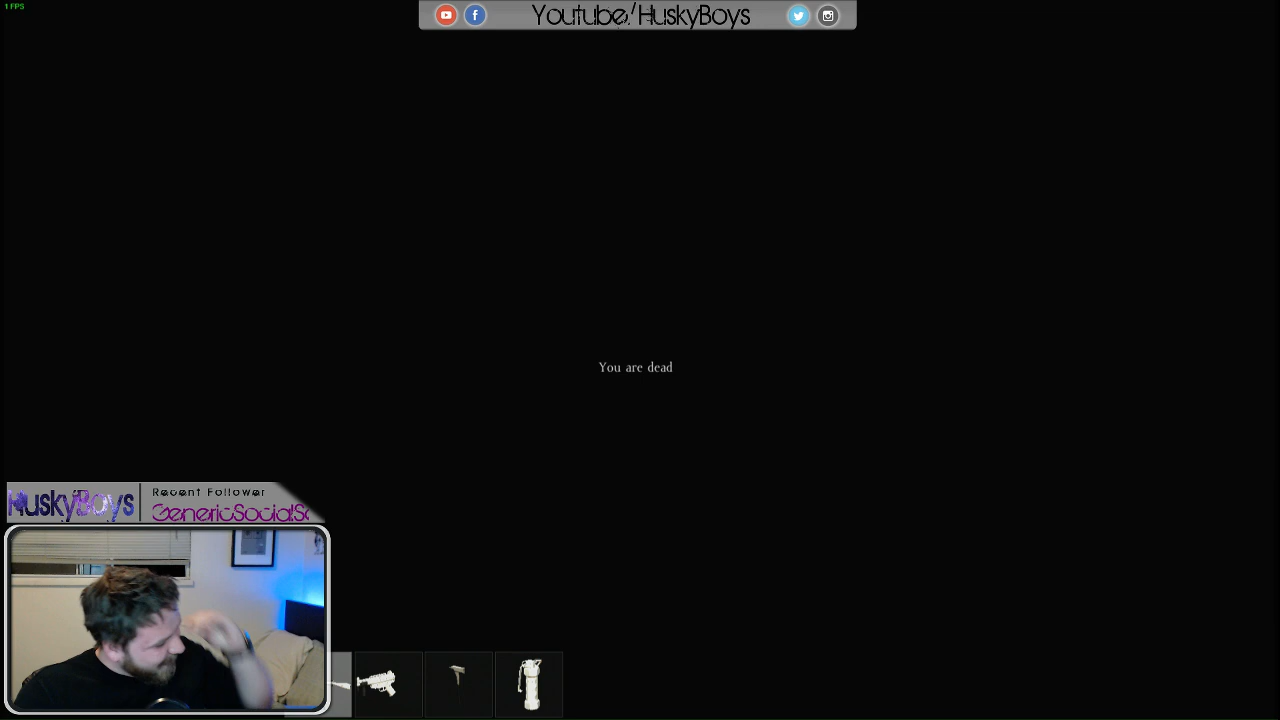 1 FPS
Youtube/HuskyBoys
You are dead
HuskyBoys
Recent Follower
GenericSocialS